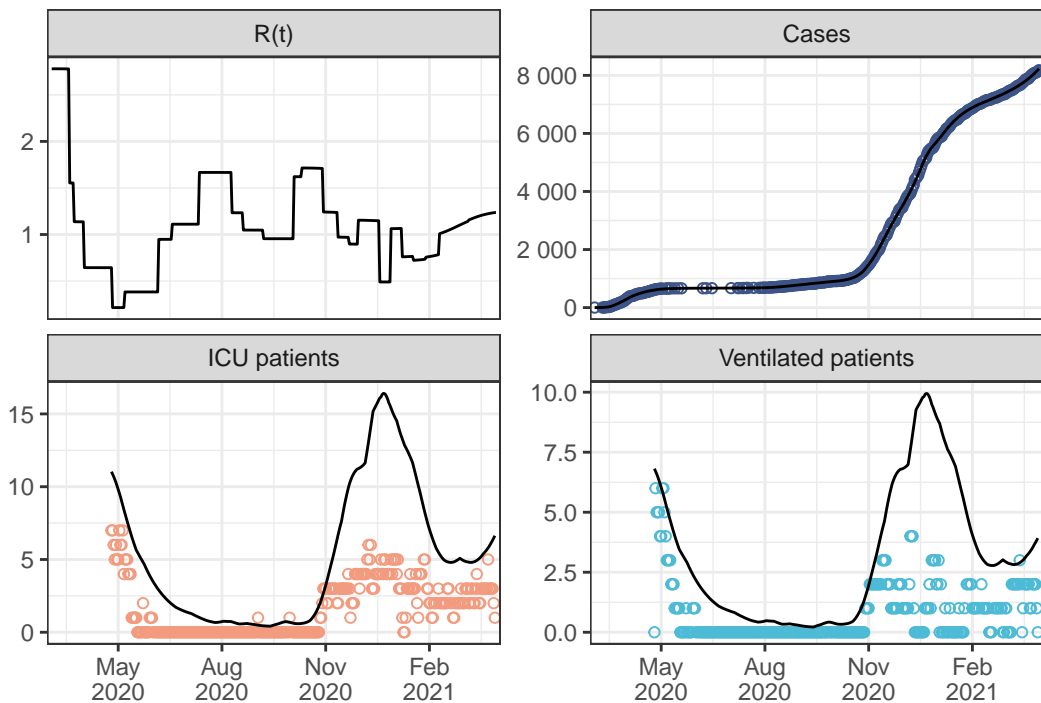 R(t)
Cases
2
1
8 000
6 000
4 000
2 000
0
ICU patients
Ventilated patients
15
10
5
0
10.0
7.5
5.0
2.5
0.0
May
2020
Aug
2020
Nov
2020
Feb
2021
May
2020
Aug
2020
Nov
2020
Feb
2021